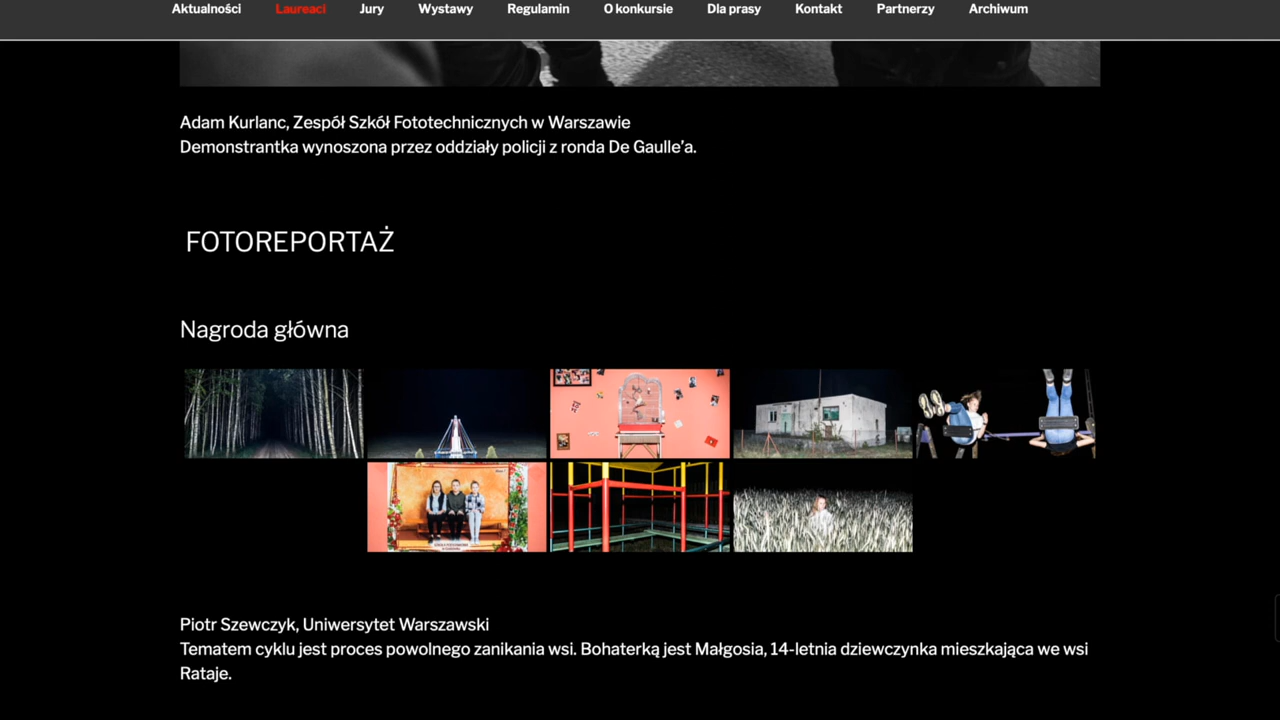 Aktualności Laureaci Jury Wystawy Regulamin O konkursie Dla prasy Kontakt Partnerzy Archiwum
Adam Kurlanc, Zespół Szkół Fototechnicznych w Warszawie
Demonstrantka wynoszona przez oddziały policji z ronda De Gaulle’a.
FOTOREPORTAŻ
Nagroda główna
Piotr Szewczyk, Uniwersytet Warszawski
Tematem cyklu jest proces powolnego zanikania wsi. Bohaterką jest Małgosia, 14-letnia dziewczynka mieszkająca we wsi
Rataje.